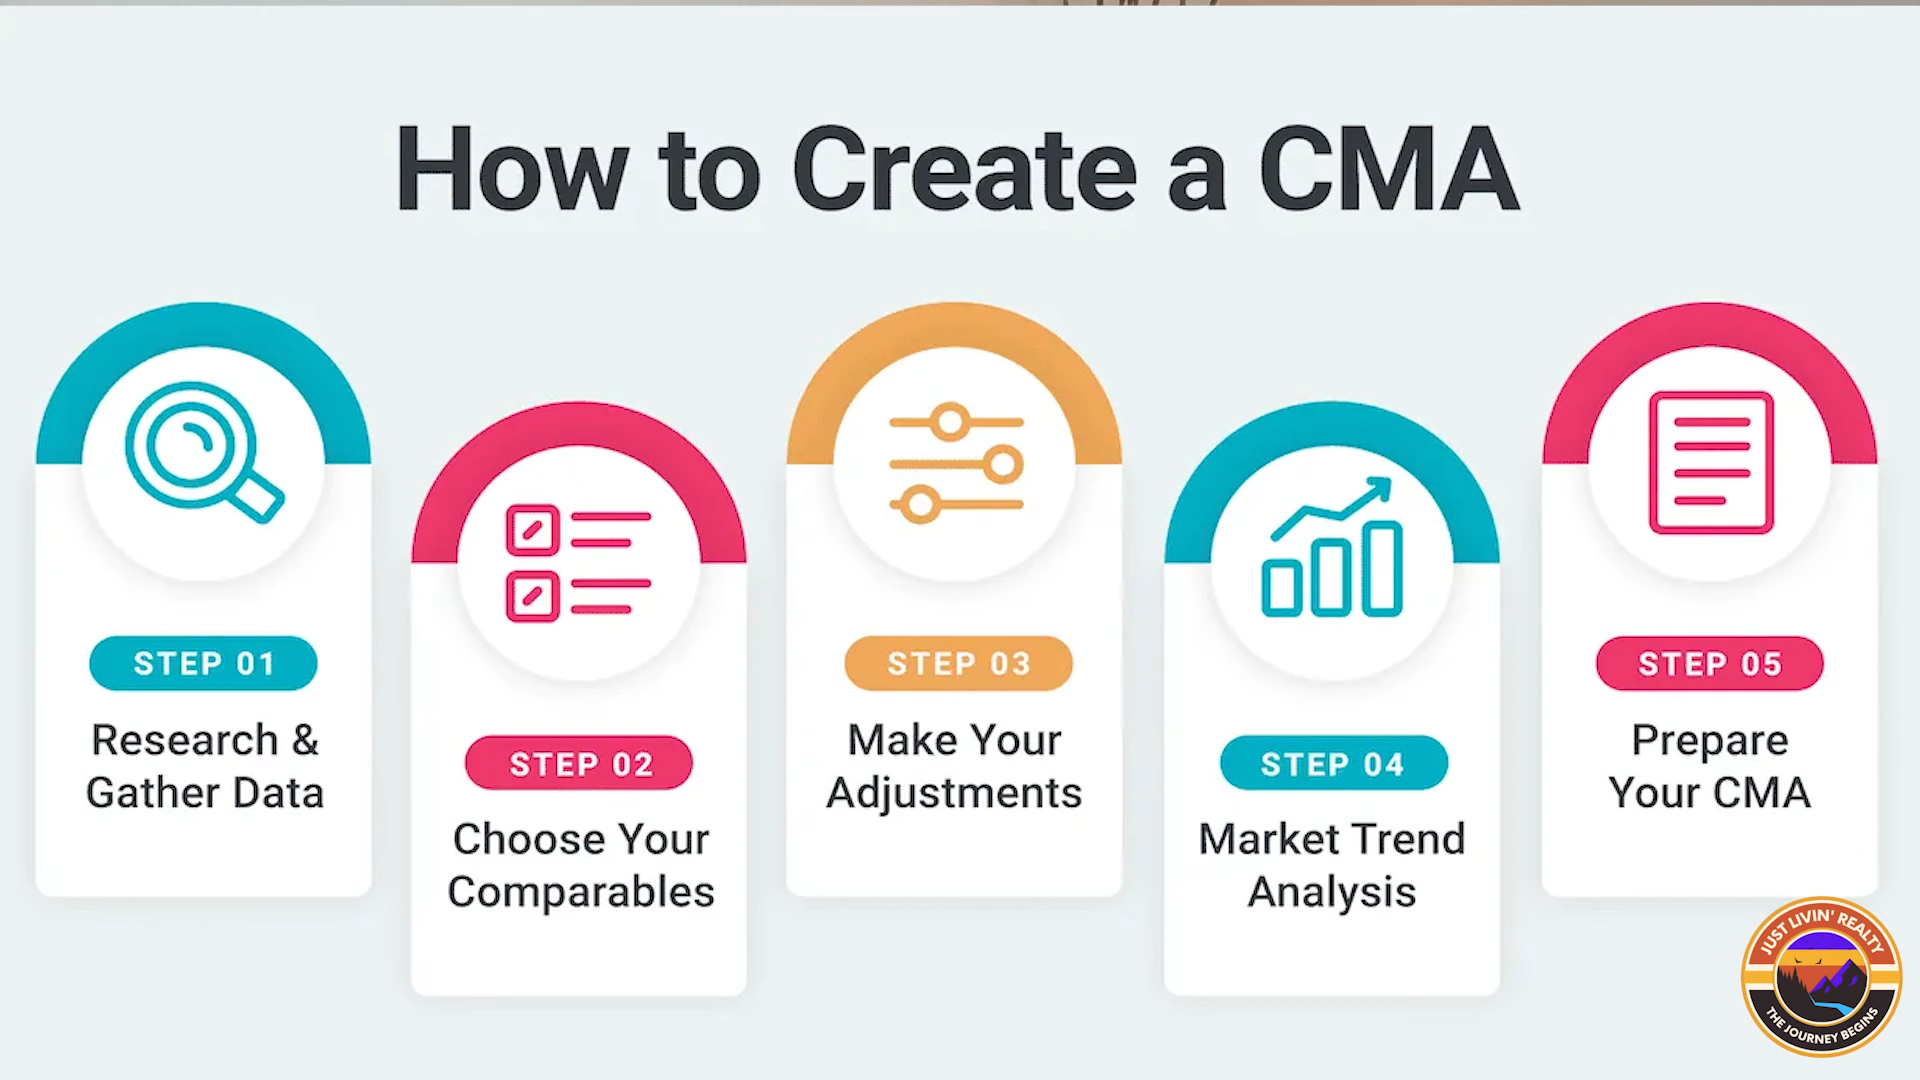 How to Create a CMA
STEP 01
Research &
Gather Data
STEP 02
Choose Your
Comparables
STEP 03
Make Your
Adjustments
STEP 04
Market Trend
Analysis
STEP 05
Prepare
Your CMA
JUST LIVIN' REALTY
THE JOURNEY BEGINS